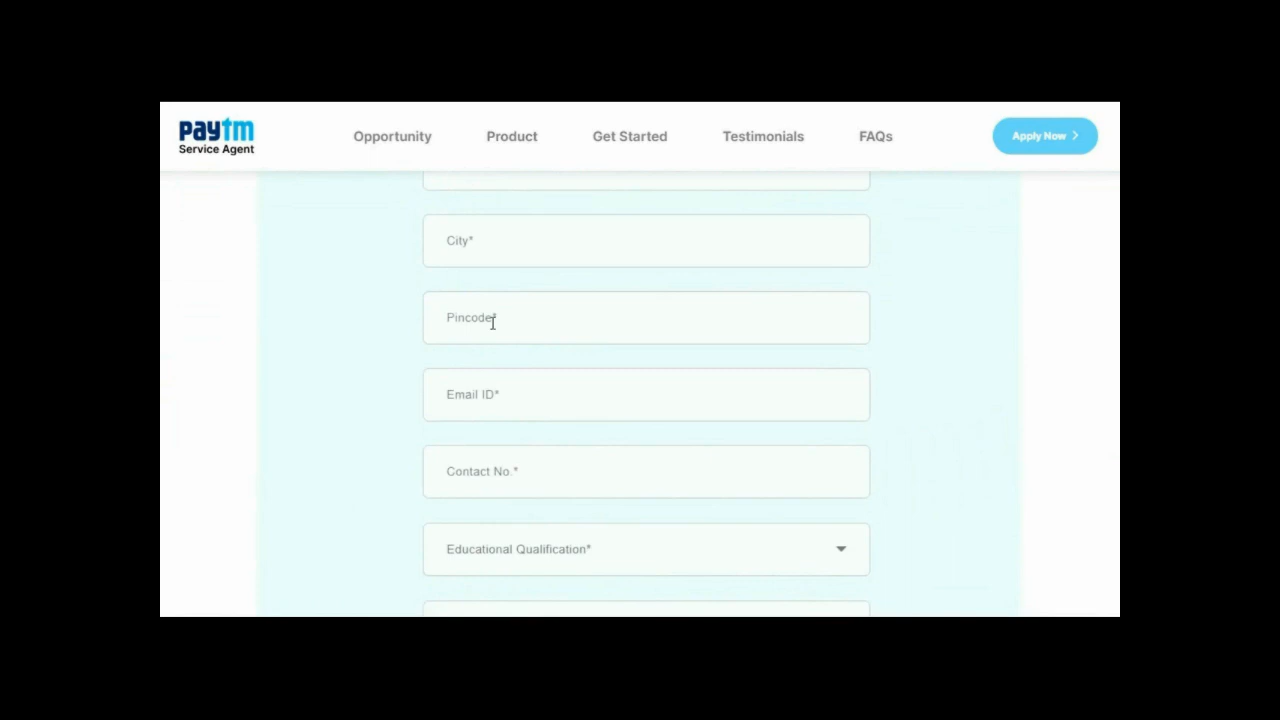 paytm
Service Agent
Opportunity
Product
Get Started
Testimonials
FAQs
Apply Now
City*
Pincode*
Email ID*
Contact No.*
Educational Qualification*